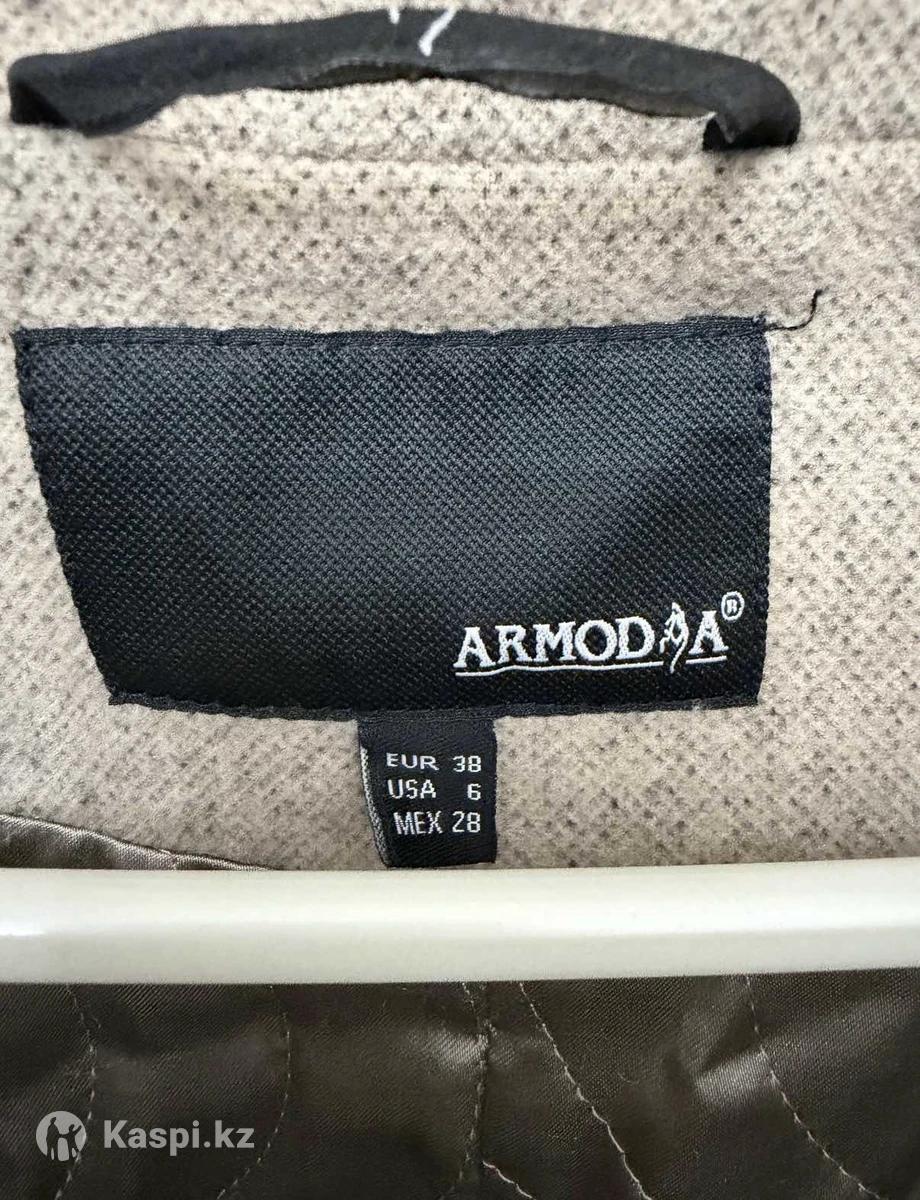 ARMODA®
EUR 38
USA 6
MEX 28
Kaspi.kz